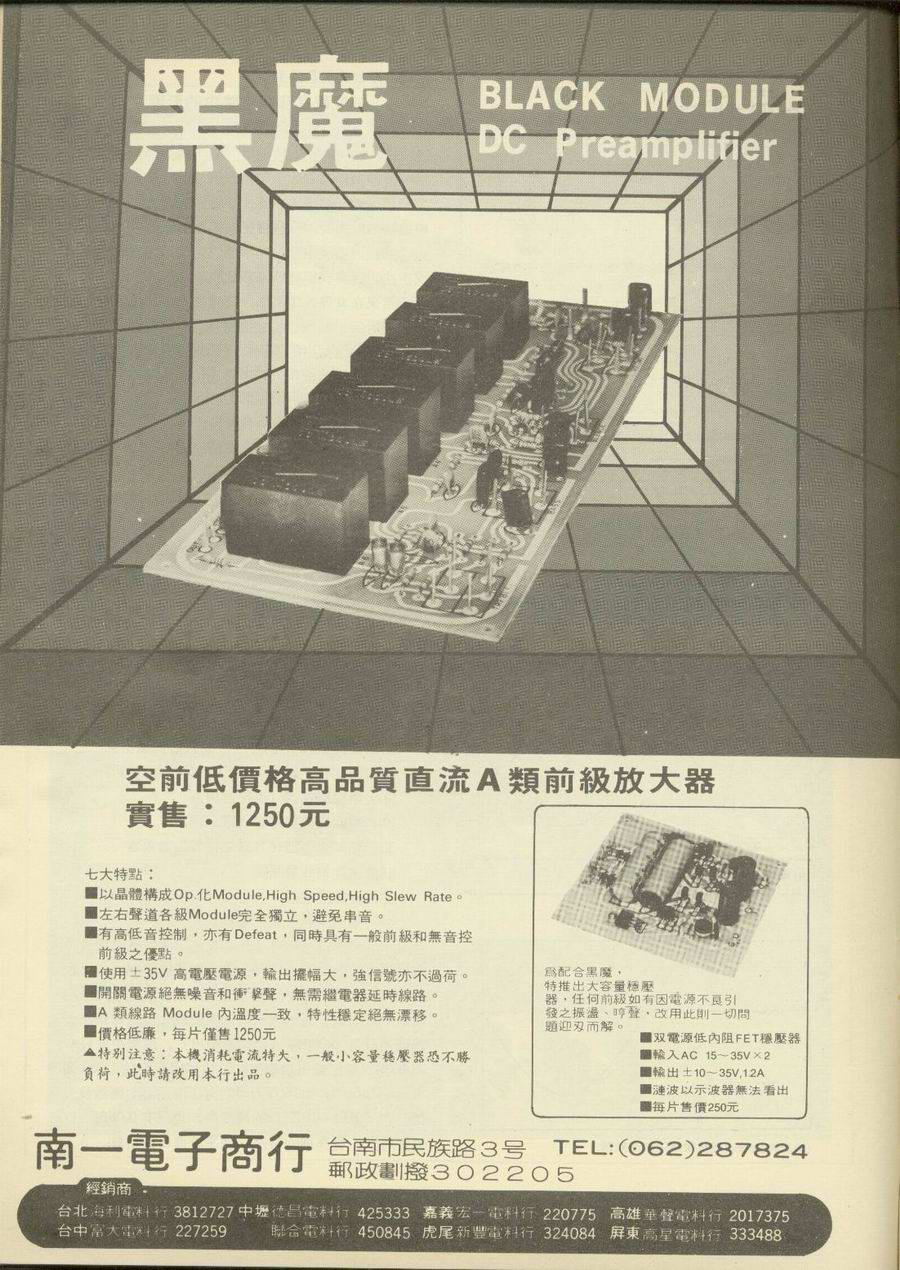 黑魔
BLACK MODULE
DC Preamplifier
空前低價格高品質直流A類前級放大器
實售：1250元
七大特點：
■以晶體構成Op.化Module,High Speed,High Slew Rate。
■左右聲道各級Module完全獨立，避免串音。
■有高低音控制，亦有Defeat，同時具有一般前級和無音控
前級之優點。
■使用±35V 高電壓電源，輸出擺幅大，強信號亦不過荷。
■開關電源絕無噪音和衝擊聲，無需繼電器延時線路。
■A 類線路 Module 內溫度一致，特性穩定絕無漂移。
■價格低廉，每片僅售1250元
▲特別注意：本機消耗電流特大，一般小容量穩壓器恐不勝
負荷，此時請改用本行出品。
為配合黑魔，
特推出大容量穩壓
器，任何前級如有因電源不良引
發之振盪、哼聲，改用此則一切問
題迎刃而解。
■双電源低內阻FET穩壓器
■輸入AC 15～35V×2
■輸出±10～35V,1.2A
■漣波以示波器無法看出
■每片售價250元
南一電子商行
台南市民族路3号 TEL:(062)287824
郵政劃撥302205
經銷商
台北海利電料行 3812727 中壢德昌電料行 425333 嘉義宏一電料行 220775 高雄華聲電料行 2017375
台中富大電料行 227259 聯合電料行 450845 虎尾新豐電料行 324084 屏東高星電料行 333488